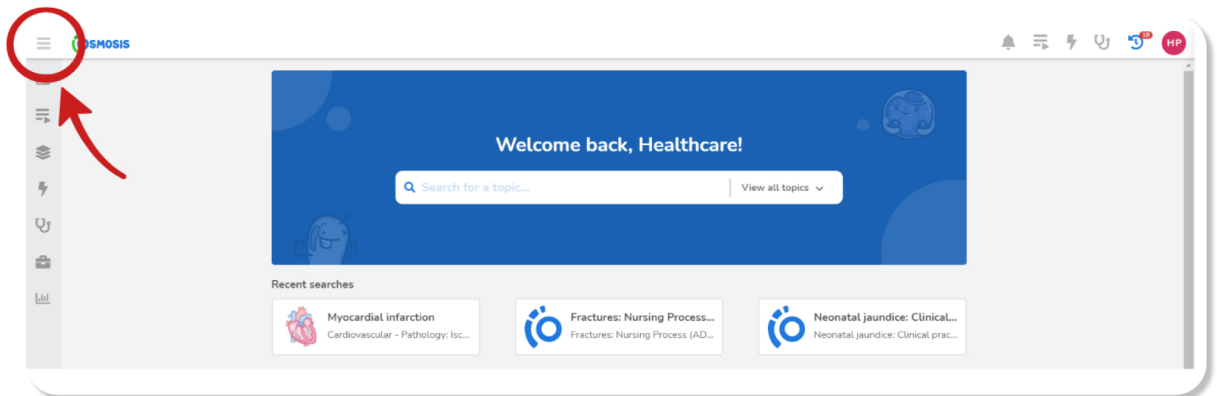 OSMOSIS
18
HP
Welcome back, Healthcare!
Search for a topic...
View all topics
Recent searches
Myocardial infarction
Cardiovascular - Pathology; Isc...
Fractures: Nursing Process...
Fractures: Nursing Process (AD...
Neonatal jaundice: Clinical...
Neonatal jaundice: Clinical prac...